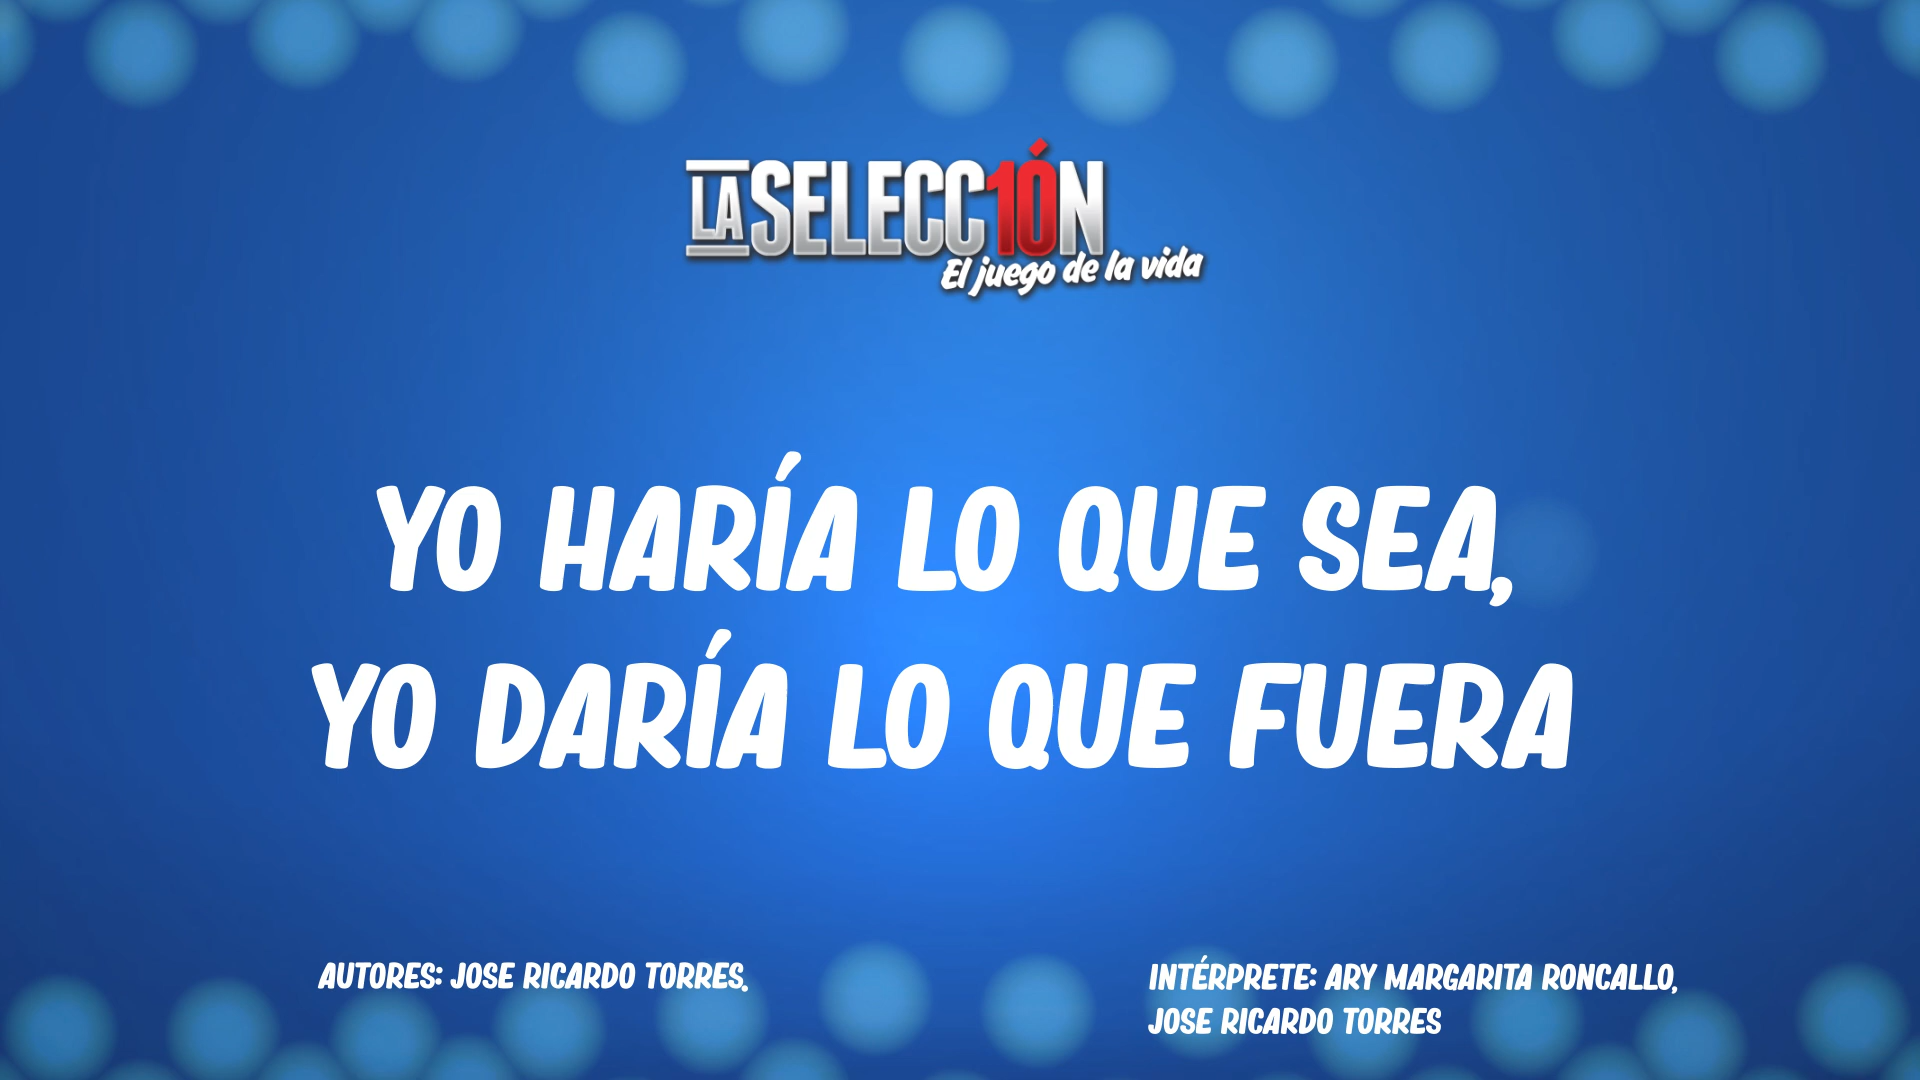 LA SELECC10́N
El juego de la vida
YO HARÍA LO QUE SEA,
YO DARÍA LO QUE FUERA
AUTORES: JOSE RICARDO TORRES.
INTÉRPRETE: ARY MARGARITA RONCALLO,
JOSE RICARDO TORRES